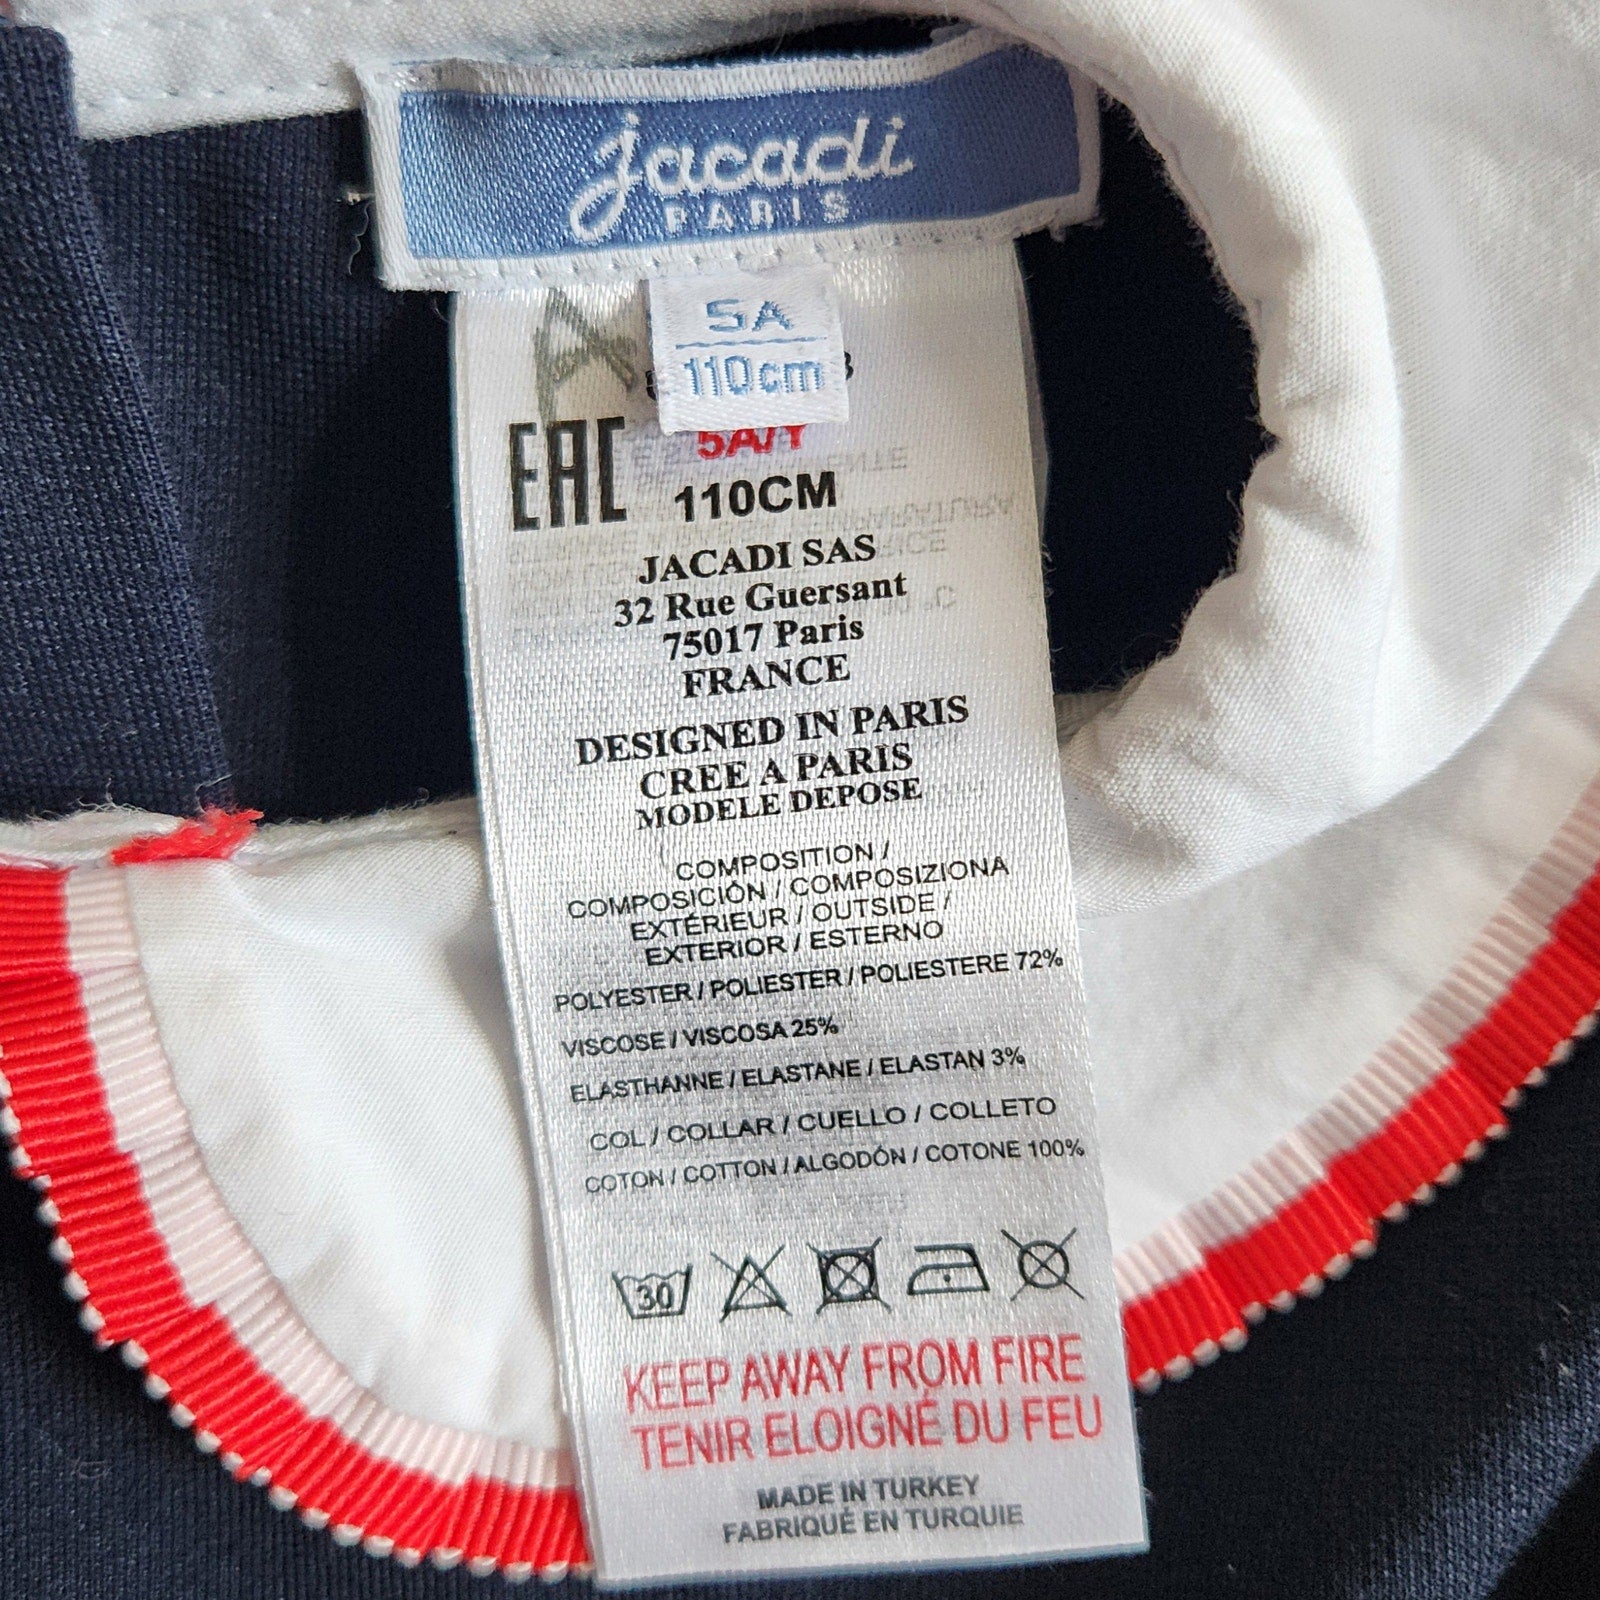 jacadi
PARIS
5A
110cm
5A/Y
EAC
110CM
JACADI SAS
32 Rue Guersant
75017 Paris
FRANCE
DESIGNED IN PARIS
CREE A PARIS
MODELE DEPOSE
COMPOSITION /
COMPOSICIÓN / COMPOSIZIONA
EXTÉRIEUR / OUTSIDE /
EXTERIOR / ESTERNO
POLYESTER / POLIESTER / POLIESTERE 72%
VISCOSE / VISCOSA 25%
ELASTHANNE / ELASTANE / ELASTAN 3%
COL / COLLAR / CUELLO / COLLETO
COTON / COTTON / ALGODÓN / COTONE 100%
30
KEEP AWAY FROM FIRE
TENIR ELOIGNÉ DU FEU
MADE IN TURKEY
FABRIQUÉ EN TURQUIE